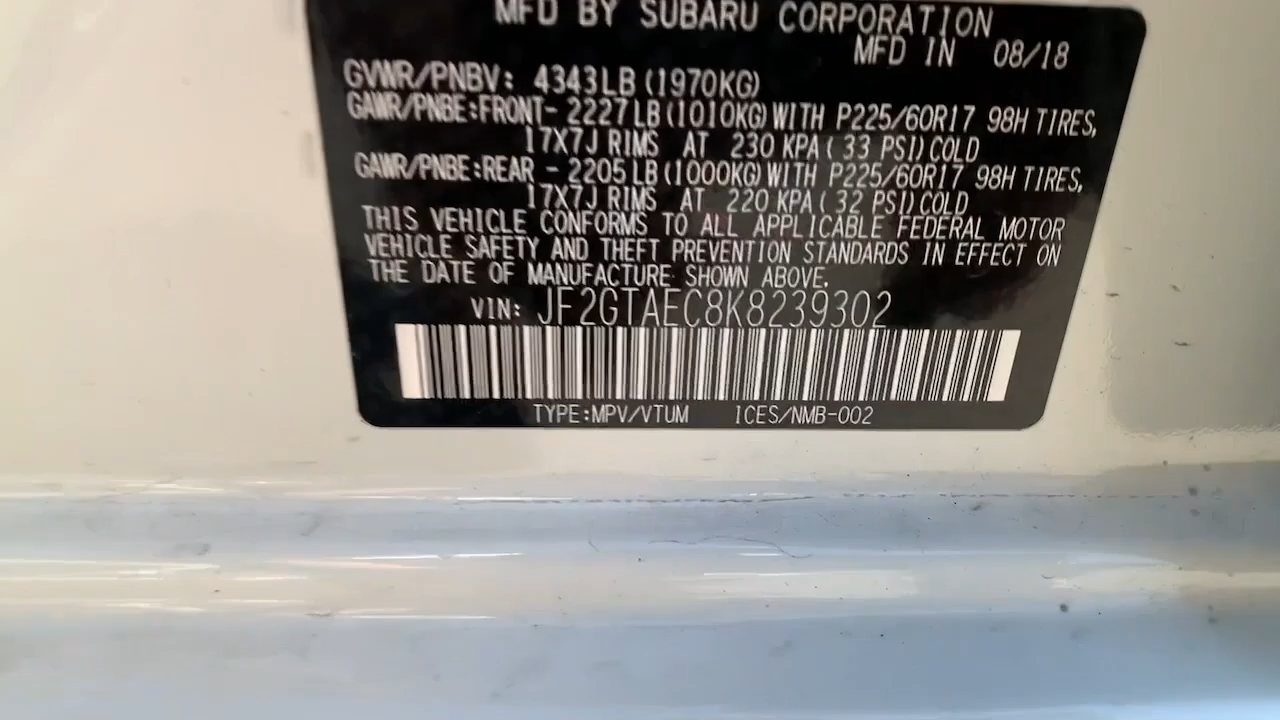 MFD BY SUBARU CORPORATION
MFD IN 08/18
GVWR/PNBV: 4343LB (1970KG)
GAWR/PNBE:FRONT- 2227LB (1010KG) WITH P225/60R17 98H TIRES,
17X7J RIMS AT 230 KPA( 33 PSI) COLD
GAWR/PNBE:REAR - 2205LB (1000KG) WITH P225/60R17 98H TIRES,
17X7J RIMS AT 220 KPA( 32 PSI) COLD
THIS VEHICLE CONFORMS TO ALL APPLICABLE FEDERAL MOTOR
VEHICLE SAFETY AND THEFT PREVENTION STANDARDS IN EFFECT ON
THE DATE OF MANUFACTURE SHOWN ABOVE.
VIN: JF2GTAEC8K8239302
TYPE:MPV/VTUM ICES/NMB-002